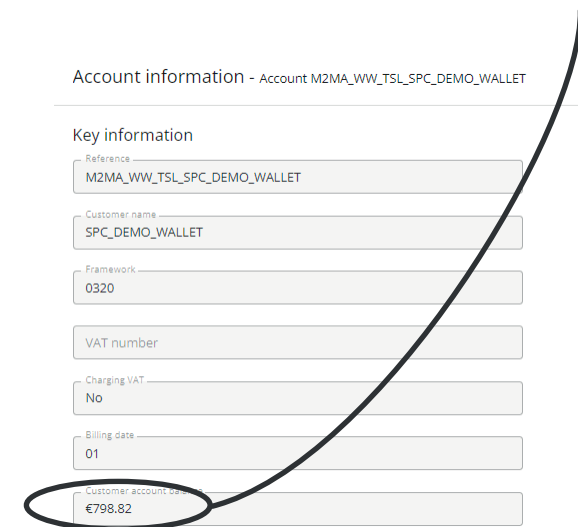 Account information - Account M2MA_WW_TSL_SPC_DEMO_WALLET
Key information
Reference
M2MA_WW_TSL_SPC_DEMO_WALLET
Customer name
SPC_DEMO_WALLET
Framework
0320
VAT number
Charging VAT
No
Billing date
01
Customer account balance
€798.82